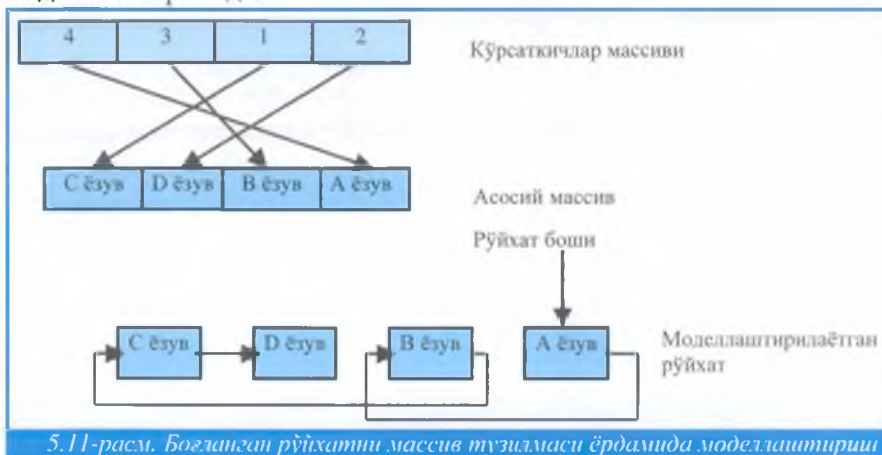 4 3 1 2
Кўрсаткичлар массиви
C ёзув D ёзув B ёзув A ёзув
Асосий массив
Рўйхат боши
C ёзув D ёзув B ёзув A ёзув
Моделлаштирилаётган
рўйхат
5.11-расм. Боғланган рўйхатни массив тузилмаси ёрдамида моделлаштириш